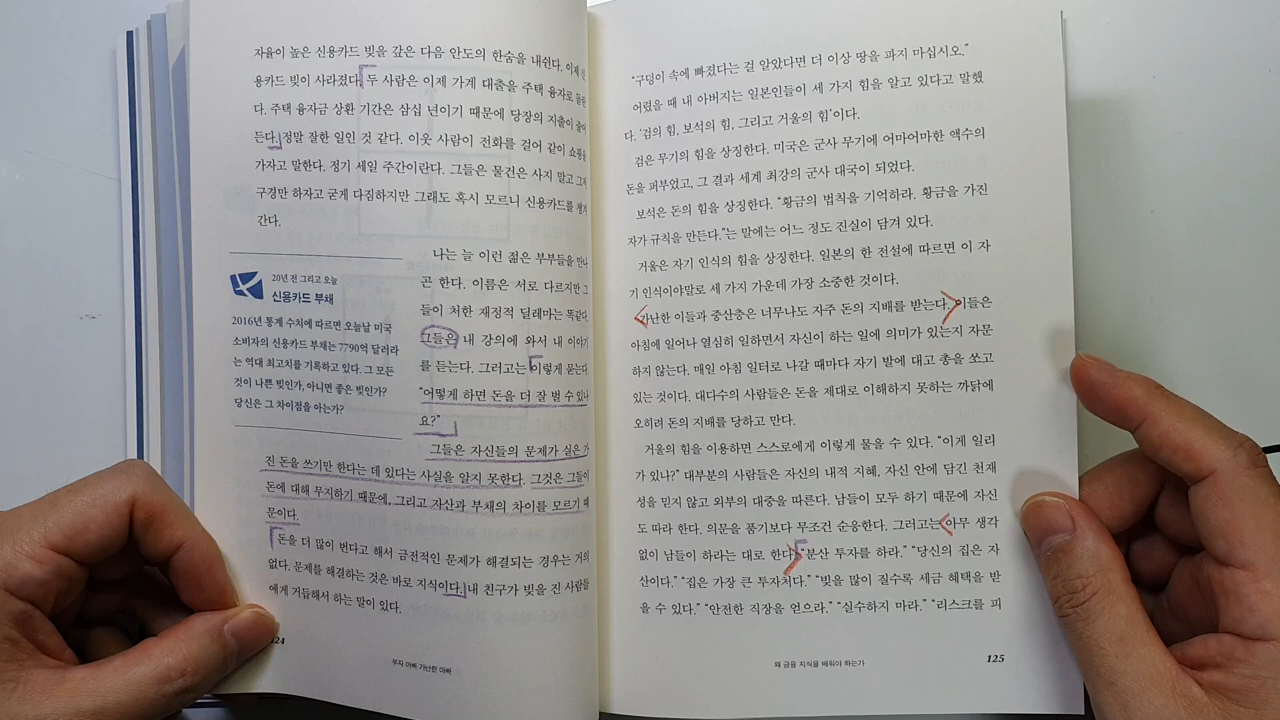 자율이 높은 신용카드 빚을 갚은 다음 안도의 한숨을 내쉰다. 이제 신
용카드 빚이 사라졌다. 두 사람은 이제 가계 대출을 주택 융자로 돌린
다. 주택 융자금 상환 기간은 삼십 년이기 때문에 당장의 지출이 줄어
든다. 정말 잘한 일인 것 같다. 이웃 사람이 전화를 걸어 같이 쇼핑을
가자고 말한다. 정기 세일 주간이란다. 그들은 물건은 사지 말고 그저
구경만 하자고 굳게 다짐하지만 그래도 혹시 모르니 신용카드를 챙겨
간다.
나는 늘 이런 젊은 부부들을 만나
곤 한다. 이름은 서로 다르지만 그
들이 처한 재정적 딜레마는 똑같다.
그들은 내 강의에 와서 내 이야기
를 듣는다. 그러고는 이렇게 묻는다.
“어떻게 하면 돈을 더 잘 벌 수 있나
요?”
20년 전 그리고 오늘
신용카드 부채
2016년 통계 수치에 따르면 오늘날 미국
소비자의 신용카드 부채는 7790억 달러라
는 역대 최고치를 기록하고 있다. 그 모든
것이 나쁜 빚인가, 아니면 좋은 빚인가?
당신은 그 차이점을 아는가?
그들은 자신들의 문제가 실은 가
진 돈을 쓰기만 한다는 데 있다는 사실을 알지 못한다. 그것은 그들이
돈에 대해 무지하기 때문에, 그리고 자산과 부채의 차이를 모르기 때
문이다.
돈을 더 많이 번다고 해서 금전적인 문제가 해결되는 경우는 거의
없다. 문제를 해결하는 것은 바로 지식이다. 내 친구가 빚을 진 사람들
에게 거듭해서 하는 말이 있다.
124
부자 아빠 가난한 아빠
“구덩이 속에 빠졌다는 걸 알았다면 더 이상 땅을 파지 마십시오.”
어렸을 때 내 아버지는 일본인들이 세 가지 힘을 알고 있다고 말했
다. ‘검의 힘, 보석의 힘, 그리고 거울의 힘’이다.
검은 무기의 힘을 상징한다. 미국은 군사 무기에 어마어마한 액수의
돈을 퍼부었고, 그 결과 세계 최강의 군사 대국이 되었다.
보석은 돈의 힘을 상징한다. “황금의 법칙을 기억하라. 황금을 가진
자가 규칙을 만든다.”는 말에는 어느 정도 진실이 담겨 있다.
거울은 자기 인식의 힘을 상징한다. 일본의 한 전설에 따르면 이 자
기 인식이야말로 세 가지 가운데 가장 소중한 것이다.
가난한 이들과 중산층은 너무나도 자주 돈의 지배를 받는다. 이들은
아침에 일어나 열심히 일하면서 자신이 하는 일에 의미가 있는지 자문
하지 않는다. 매일 아침 일터로 나갈 때마다 자기 발에 대고 총을 쏘고
있는 것이다. 대다수의 사람들은 돈을 제대로 이해하지 못하는 까닭에
오히려 돈의 지배를 당하고 만다.
거울의 힘을 이용하면 스스로에게 이렇게 물을 수 있다. “이게 일리
가 있나?” 대부분의 사람들은 자신의 내적 지혜, 자신 안에 담긴 천재
성을 믿지 않고 외부의 대중을 따른다. 남들이 모두 하기 때문에 자신
도 따라 한다. 의문을 품기보다 무조건 순응한다. 그러고는 아무 생각
없이 남들이 하라는 대로 한다. “분산 투자를 하라.” “당신의 집은 자
산이다.” “집은 가장 큰 투자처다.” “빚을 많이 질수록 세금 혜택을 받
을 수 있다.” “안전한 직장을 얻으라.” “실수하지 마라.” “리스크를 피
왜 금융 지식을 배워야 하는가
125